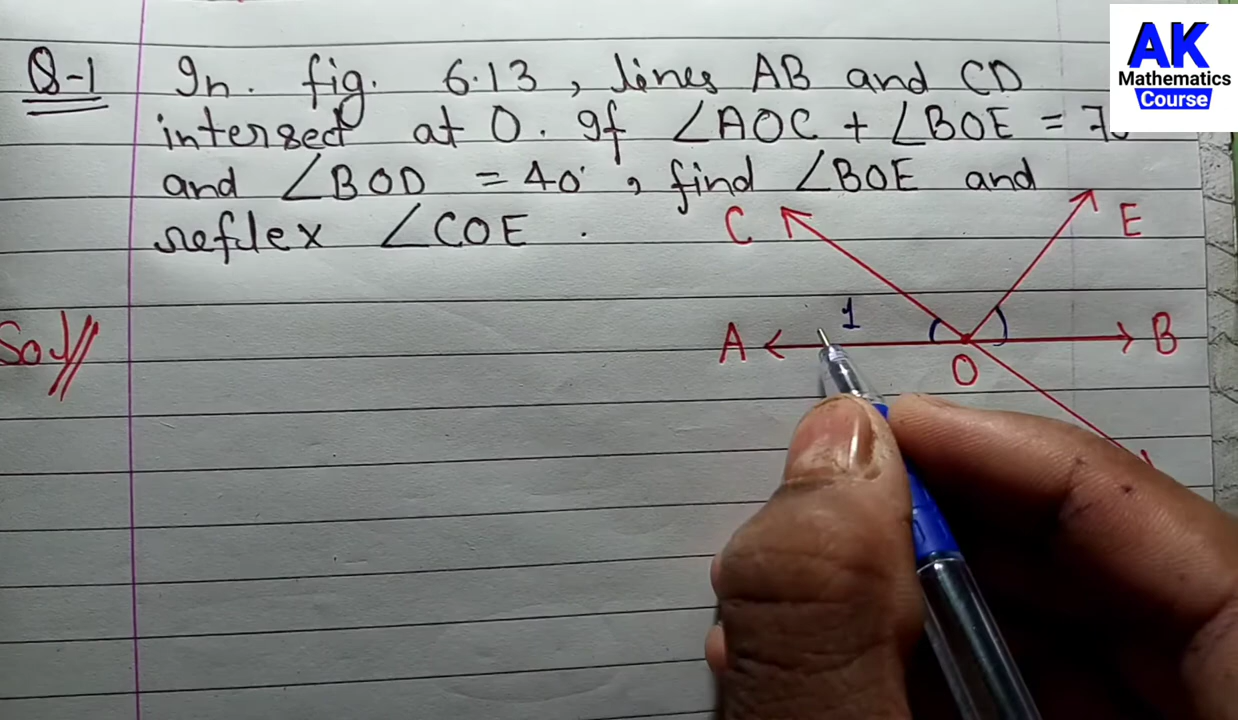 Q-1 In. fig. 6.13, lines AB and CD
intersect at O. If ∠AOC + ∠BOE = 70
and ∠BOD = 40°, find ∠BOE and
reflex ∠COE.
Sol//
C
E
1
A
B
O
AK
Mathematics
Course